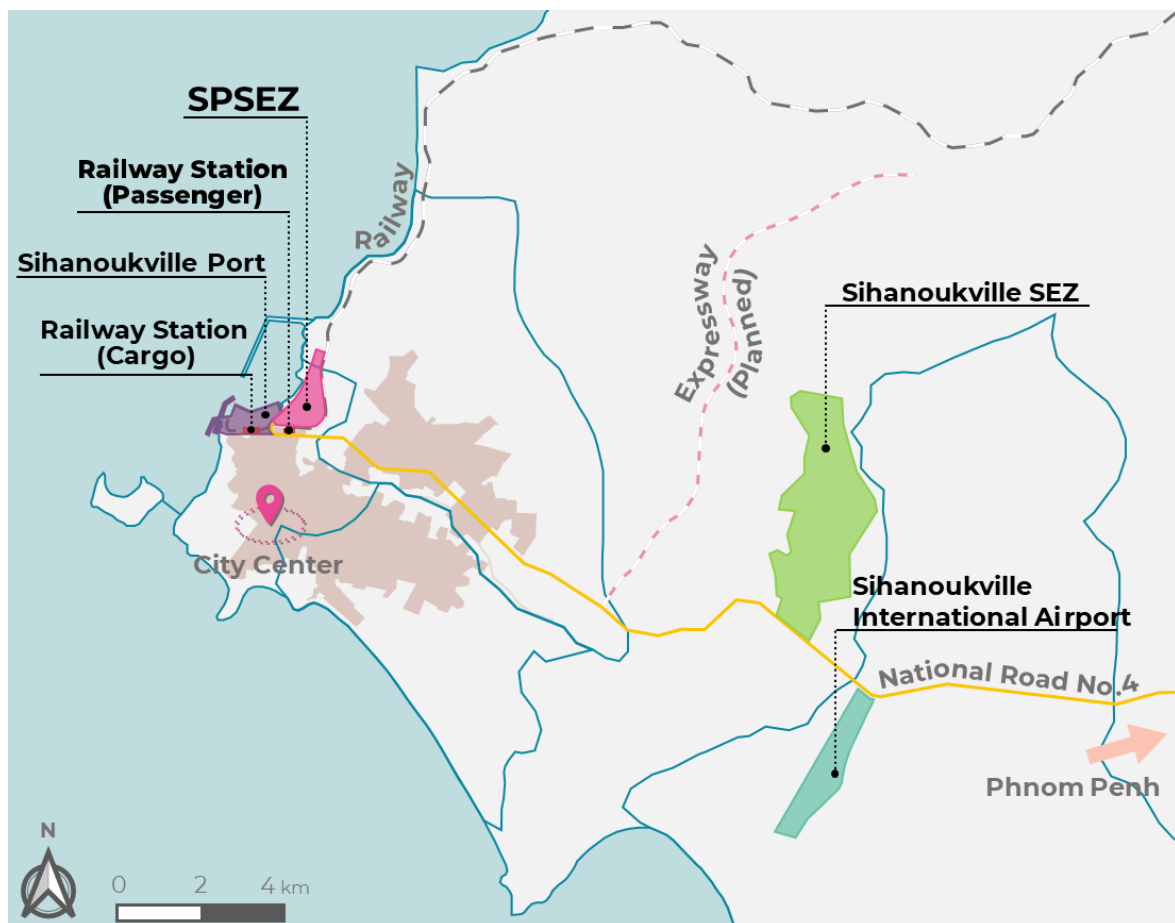 SPSEZ
Railway Station
(Passenger)
Sihanoukville Port
Railway Station
(Cargo)
Railway
Expressway
(Planned)
Sihanoukville SEZ
City Center
Sihanoukville
International Airport
National Road No.4
Phnom Penh
N
0 2 4 km